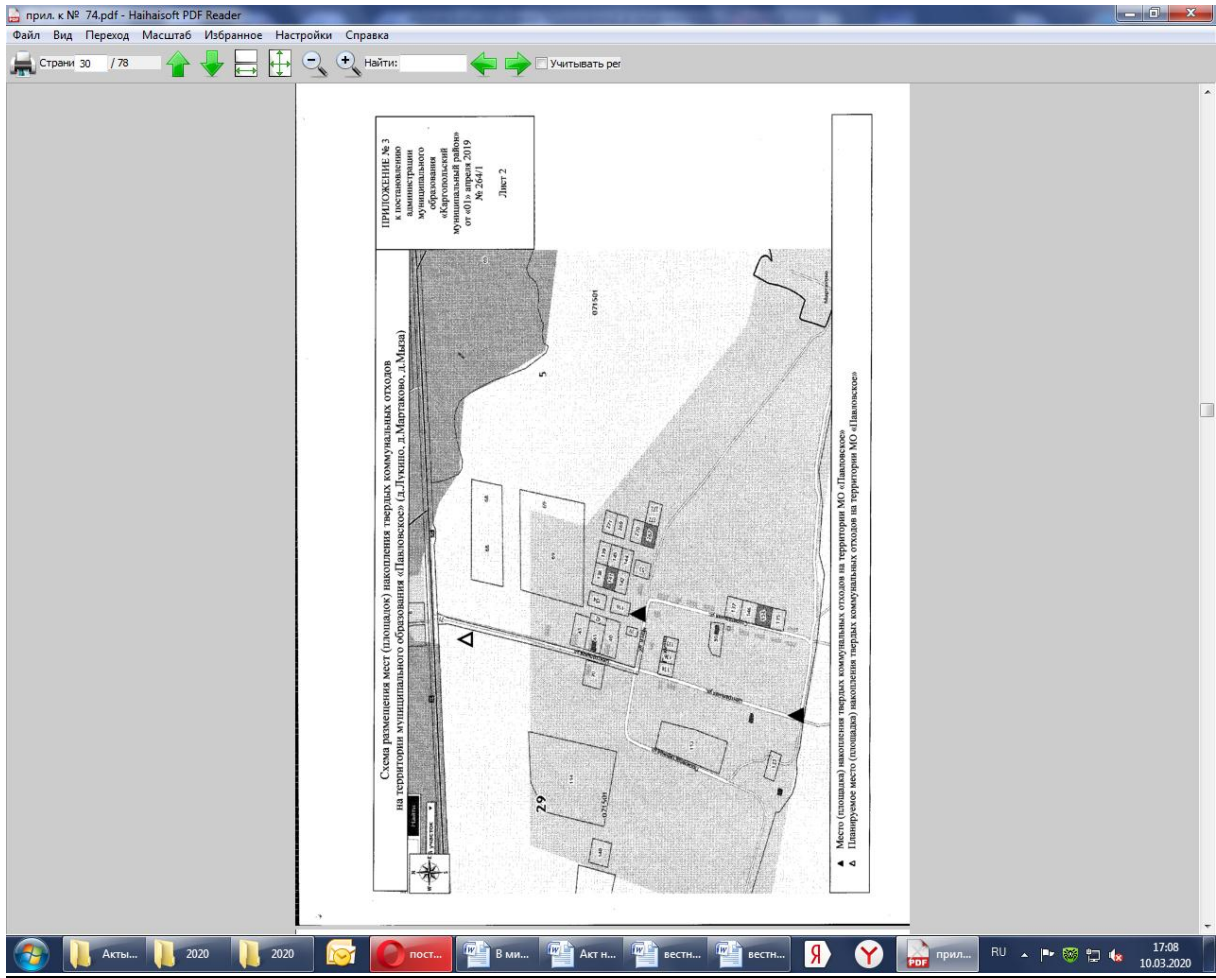 прил. к № 74.pdf - Haihaisoft PDF Reader
Файл Вид Переход Масштаб Избранное Настройки Справка
Страни 30 / 78 Найти: Учитывать рег
ПРИЛОЖЕНИЕ № 3
к постановлению
администрации
муниципального
образования
«Каргопольский
муниципальный район»
от «01» апреля 2019
№ 264/1
Лист 2
Схема размещения мест (площадок) накопления твердых коммунальных отходов
на территории муниципального образования «Павловское» (д.Лукино, д.Мартаково, д.Мыза)
071501
5
29
071501
▲ Место (площадка) накопления твердых коммунальных отходов на территории МО «Павловское»
Δ Планируемое место (площадка) накопления твердых коммунальных отходов на территории МО «Павловское»
Акты... 2020 2020 пост... В ми... Акт н... вестн... вестн... Я Y прил... RU 17:08
10.03.2020